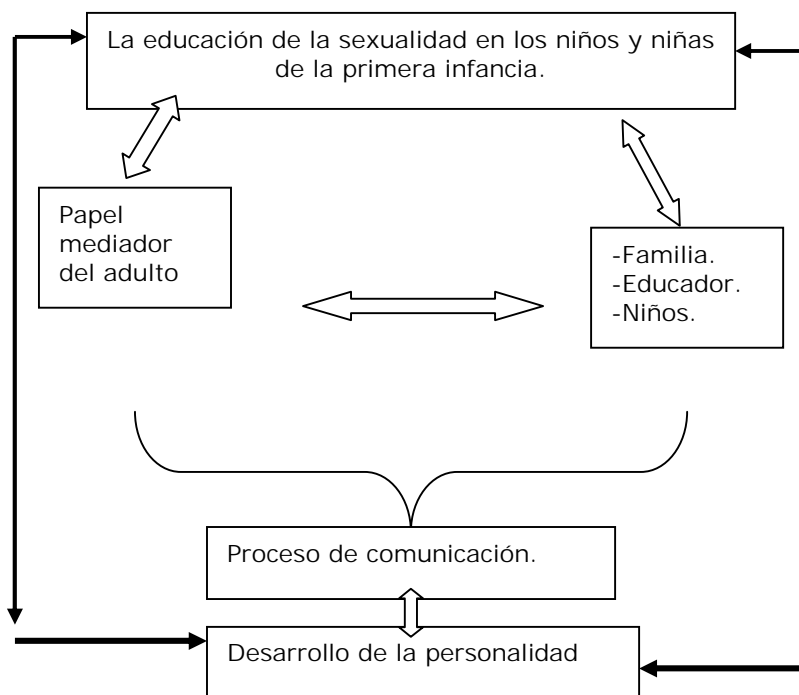 La educación de la sexualidad en los niños y niñas
de la primera infancia.
Papel
mediador
del adulto
-Familia.
-Educador.
-Niños.
Proceso de comunicación.
Desarrollo de la personalidad